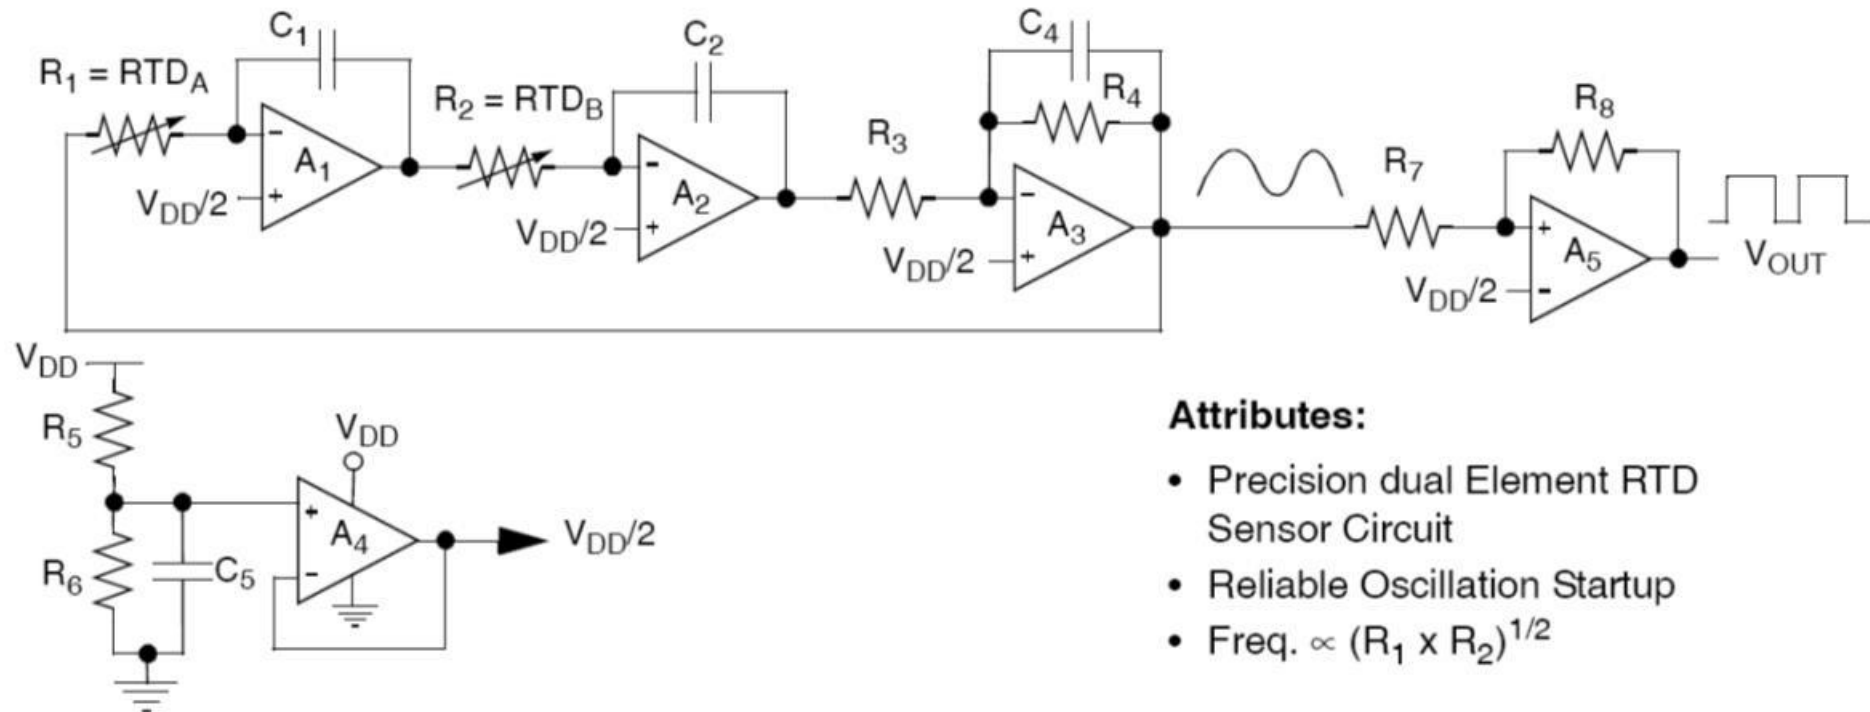 C1
R1 = RTDA
-
A1
+
VDD/2
C2
R2 = RTDB
-
A2
+
VDD/2
C4
R4
R3
-
A3
+
VDD/2
R8
R7
+
A5
-
VDD/2
VOUT
VDD
R5
R6
C5
VDD
+
A4
-
VDD/2
Attributes:
• Precision dual Element RTD
Sensor Circuit
• Reliable Oscillation Startup
• Freq. ∝ (R1 x R2)1/2